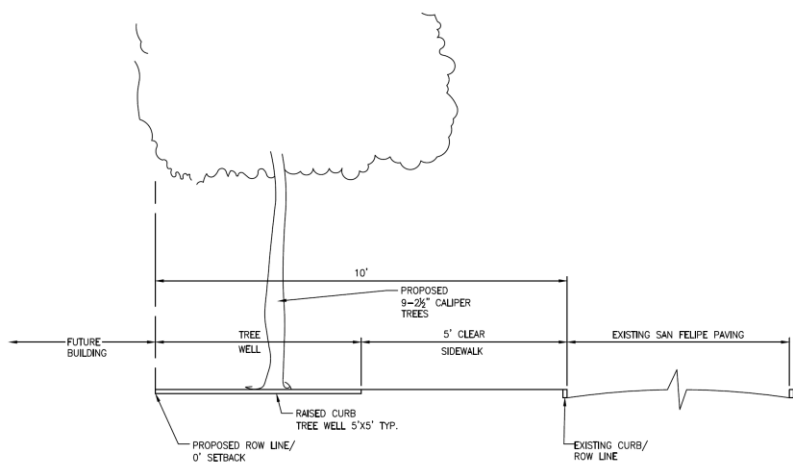 10'
PROPOSED
9-2½" CALIPER
TREES
FUTURE
BUILDING
TREE
WELL
5' CLEAR
SIDEWALK
EXISTING SAN FELIPE PAVING
RAISED CURB
TREE WELL 5'X5' TYP.
PROPOSED ROW LINE/
0' SETBACK
EXISTING CURB/
ROW LINE